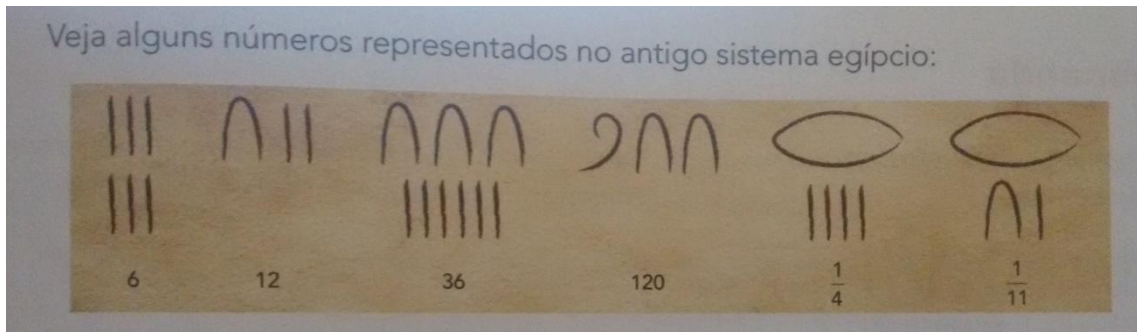 Veja alguns números representados no antigo sistema egípcio:
6 12 36 120 1/4 1/11